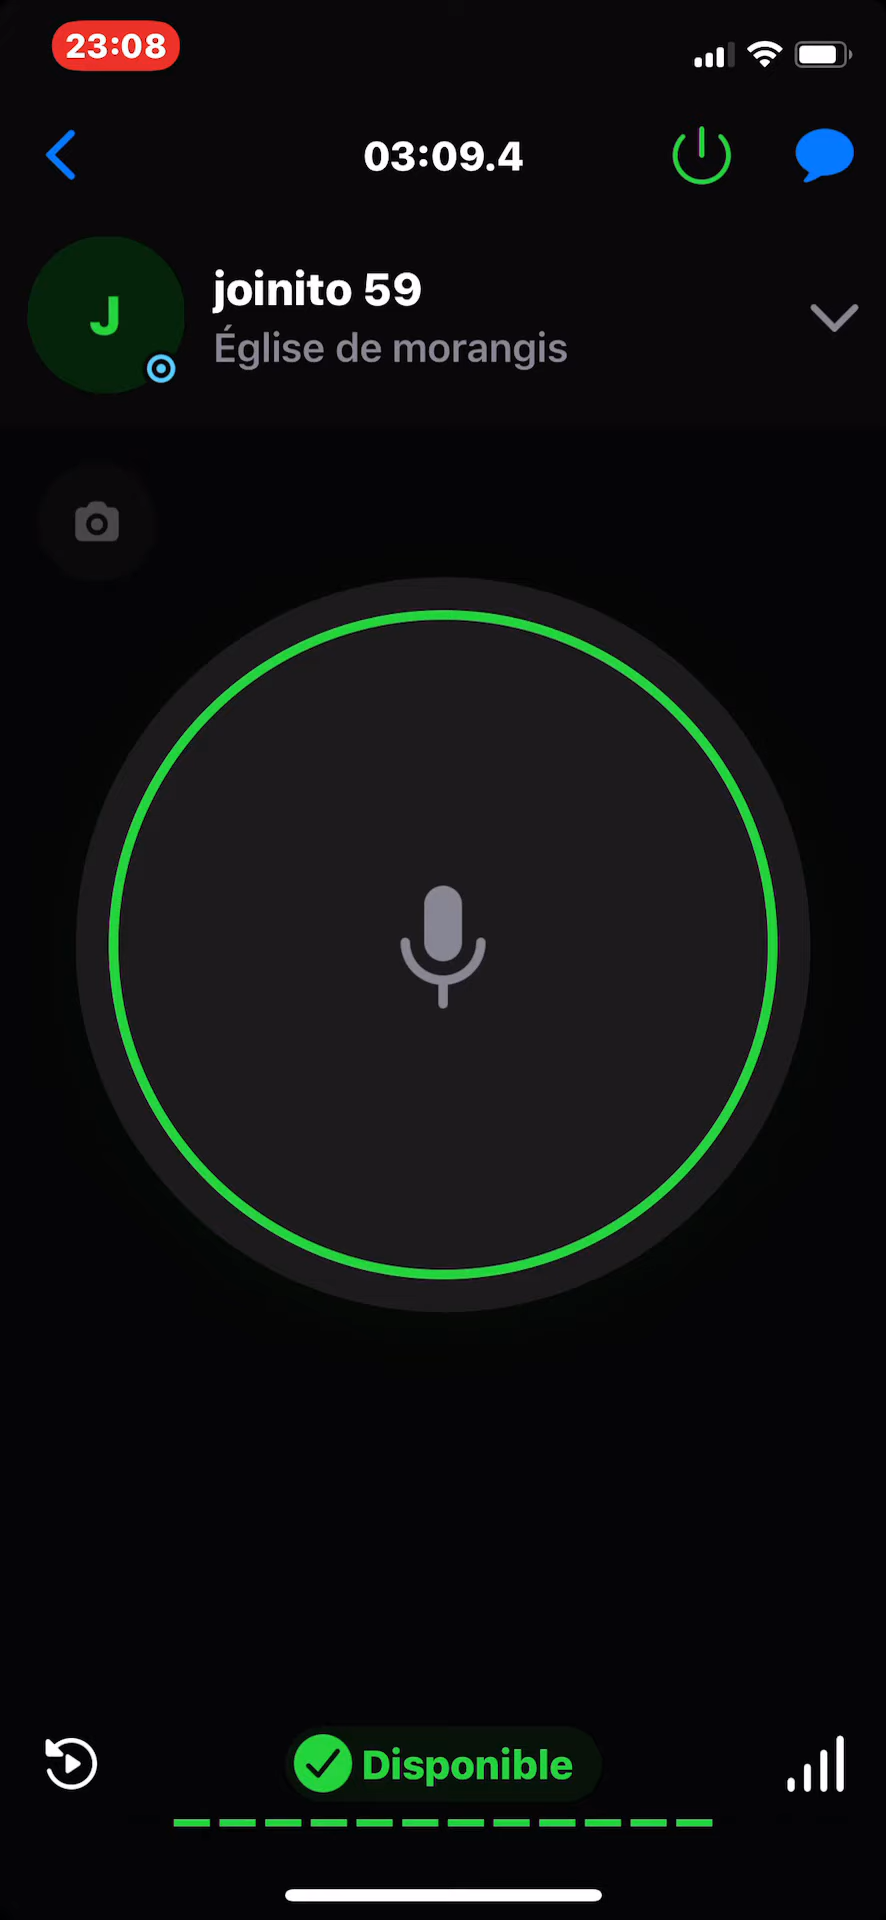 23:08
03:09.4
J
joinito 59
Église de morangis
Disponible